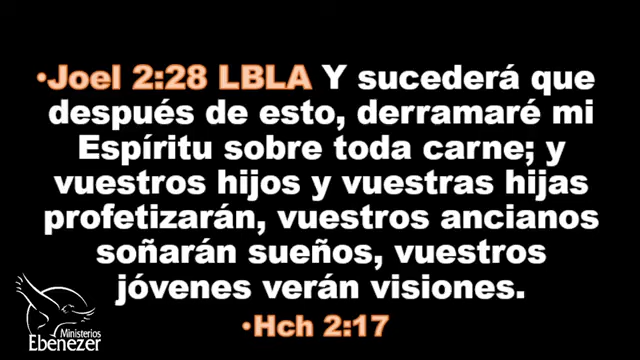 •Joel 2:28 LBLA Y sucederá que
después de esto, derramaré mi
Espíritu sobre toda carne; y
vuestros hijos y vuestras hijas
profetizarán, vuestros ancianos
soñarán sueños, vuestros
jóvenes verán visiones.
•Hch 2:17
Ministerios
Ebenezer